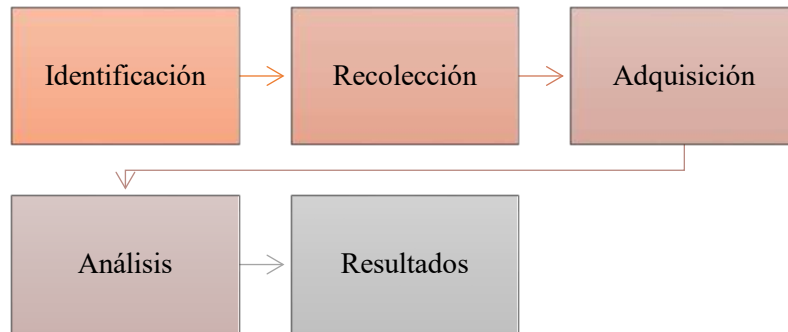 Identificación
Recolección
Adquisición
Análisis
Resultados